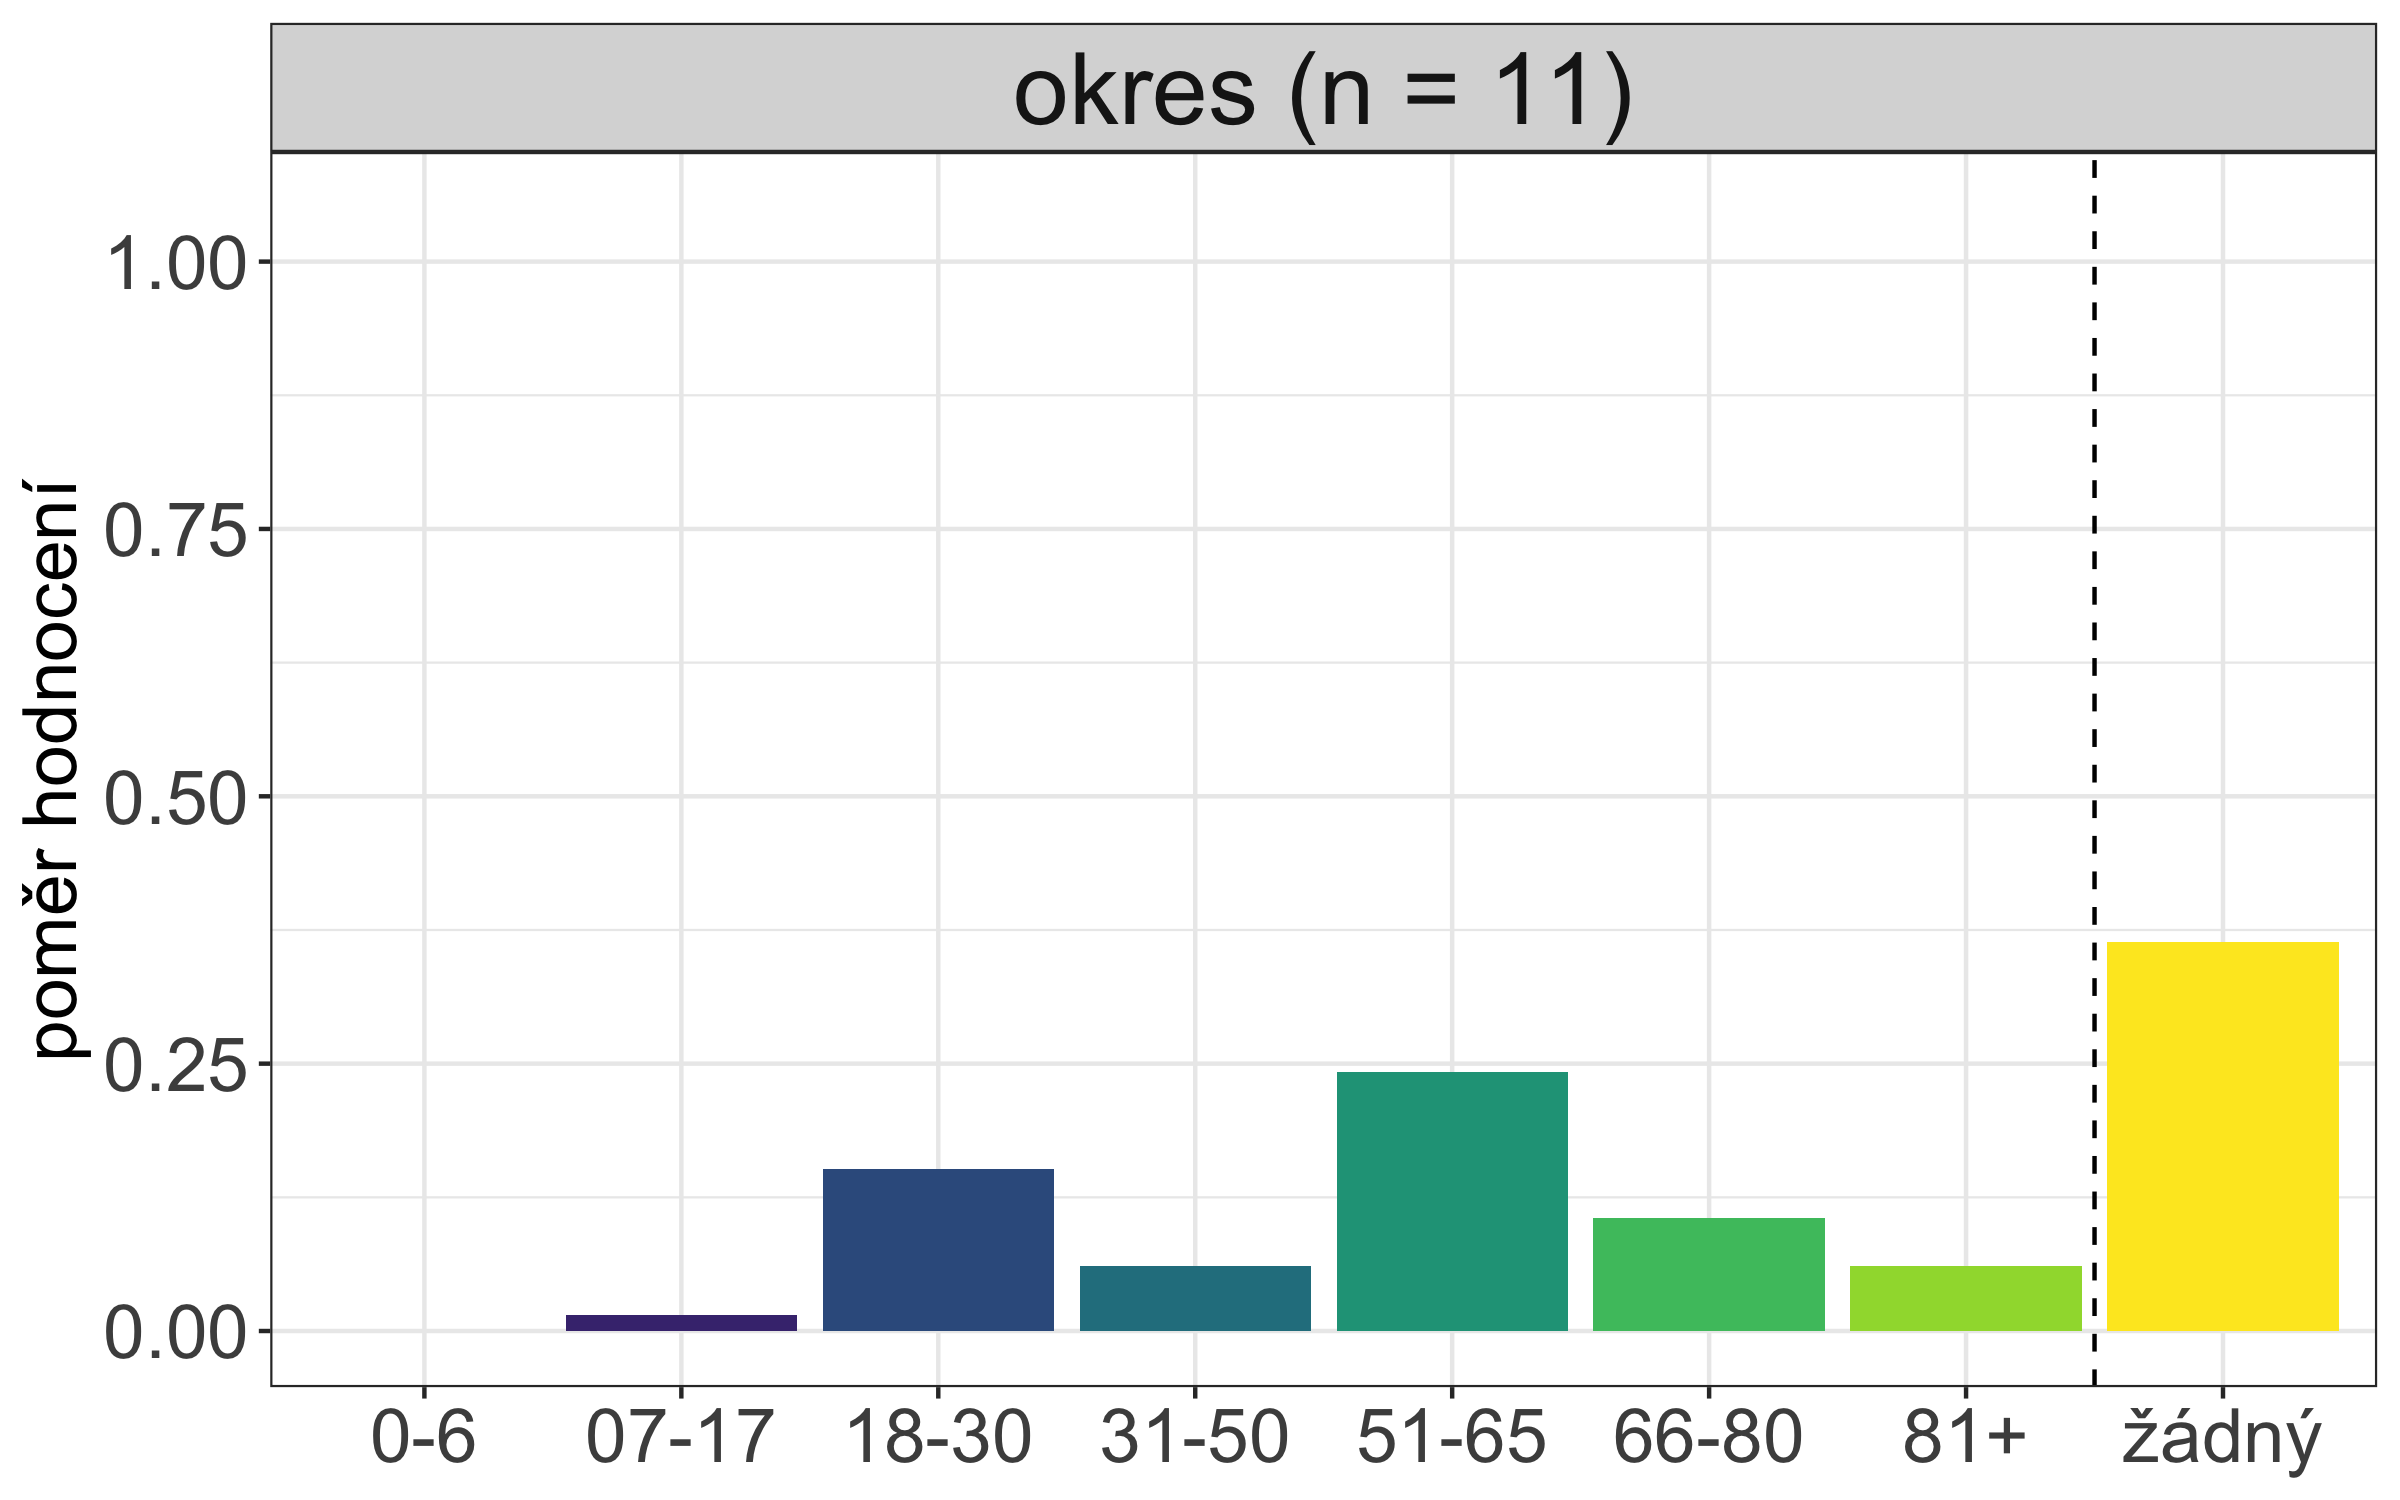 okres (n = 11)
poměr hodnocení
1.00
0.75
0.50
0.25
0.00
0-6 07-17 18-30 31-50 51-65 66-80 81+ žádný